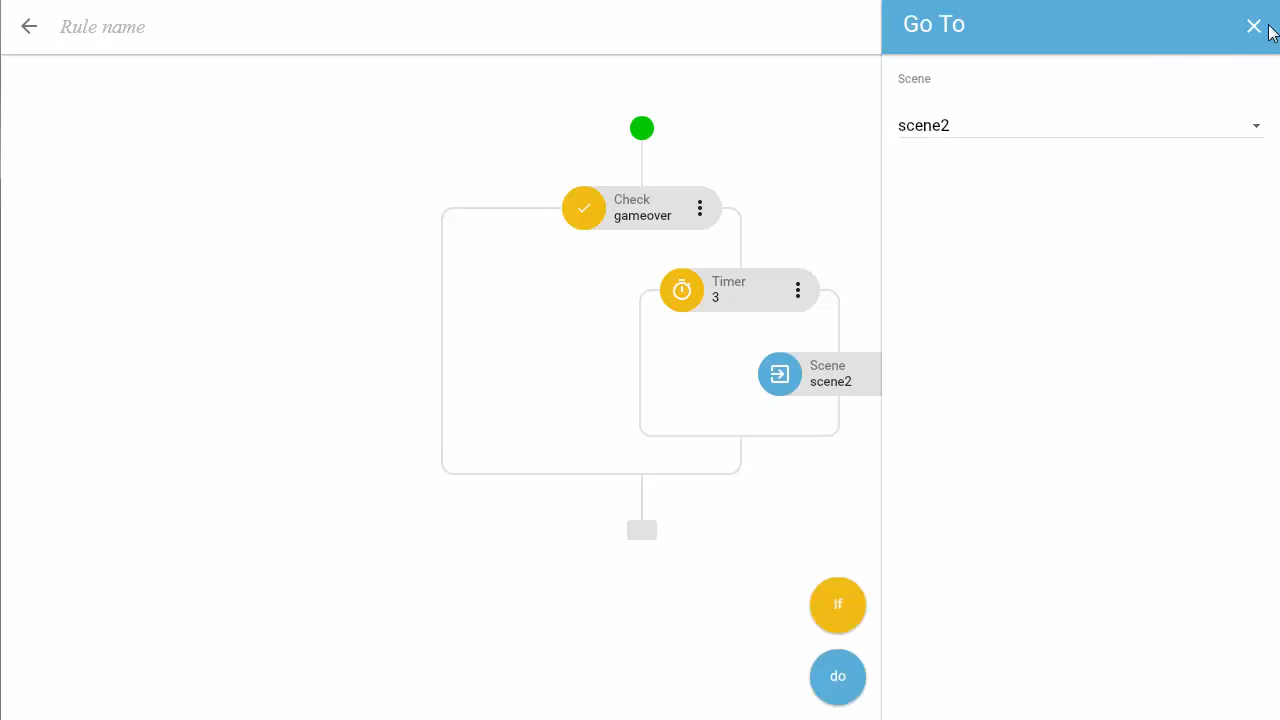 Rule name
Go To
Scene
scene2
Check
gameover
Timer
3
Scene
scene2
If
do